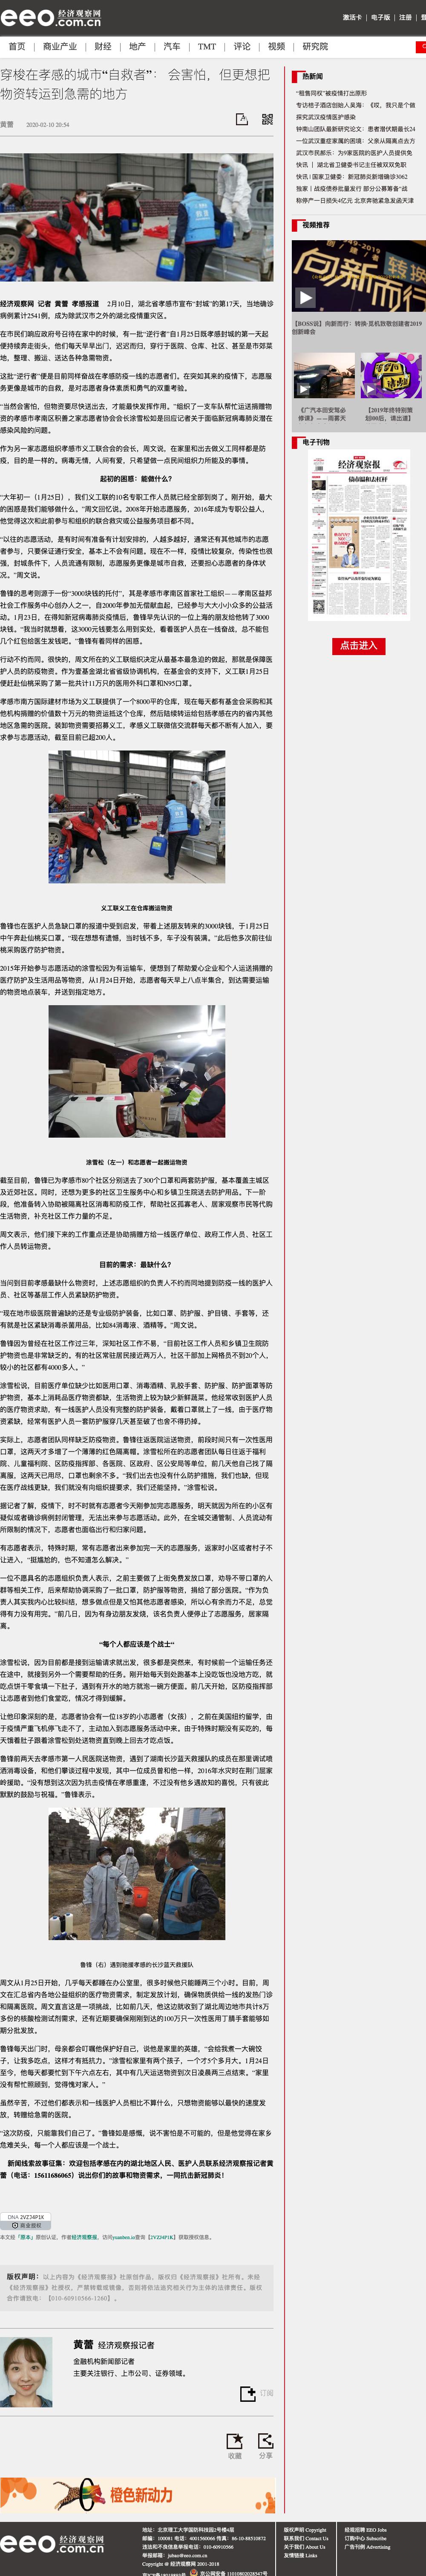 eeo 经济观察网
.com.cn
激活卡 | 电子版 | 注册 |
首页 | 商业产业 | 财经 | 地产 | 汽车 | TMT | 评论 | 视频 | 研究院
穿梭在孝感的城市“自救者”： 会害怕，但更想把
物资转运到急需的地方
黄蕾 2020-02-10 20:54
经济观察网 记者 黄蕾 孝感报道 2月10日，湖北省孝感市宣布“封城”的第17天，当地确诊
病例累计2541例，成为除武汉市之外的湖北疫情重灾区。
在市民们响应政府号召待在家中的时候，有一批“逆行者”自1月25日既孝感封城的第一天起
便持续奔走街头，他们每天早早出门，迟迟而归，穿行于医院、仓库、社区、甚至是市郊菜
地，整理、搬运、送达各种急需物资。
这批“逆行者”便是目前同样奋战在孝感防疫一线的志愿者们。在突如其来的疫情下，志愿服
务更像是城市的自救，是对志愿者身体素质和勇气的双重考验。
“当然会害怕，但物资要尽快送出去，才能最快发挥作用。”组织了一支车队帮忙运送捐赠物
资的孝感市孝南区积善之家志愿者协会会长涂雪松如是回应记者关于面临新冠病毒肺炎潜在
感染风险的问题。
作为另一家志愿组织孝感市义工联合会的会长，周文说。在家里和出去做义工同样都是防
疫，目的是一样的。病毒无情，人间有爱，只希望做一点民间组织力所能及的事情。
起初的困惑：能做什么？
“大年初一（1月25日），我们义工联的10名专职工作人员就已经全部到岗了。刚开始，最大
的困惑是我们能够做什么。”周文回忆说。2008年开始志愿服务，2016年成为专职公益人，
他觉得这次和此前参与和组织的联合救灾或公益服务项目都不同。
“以往的志愿活动，是有时间有准备有计划安排的，人越多越好，通常还有其他城市的志愿
者参与，只要保证通行安全，基本上不会有问题。现在不一样，疫情比较复杂，传染性也很
强，封城条件下，人员流通有限制，志愿服务更像是城市自救，还要担心志愿者的身体状
况。”周文说。
鲁锋的思考则源于一份“3000块钱的托付”，其是孝感市孝南区首家社工组织——孝南区益邦
社会工作服务中心创办人之一，自2000年参加无偿献血起，已经参与大大小小众多的公益活
动。1月23日，在得知新冠病毒肺炎疫情后，鲁锋早先认识的一位上海的朋友给他转了3000
块钱。“我当时就想着，这3000元钱要怎么用到实处，看看医护人员在一线奋战，总不能包
几个红包给医生发钱吧。”鲁锋有着同样的困惑。
行动不约而同。很快的，周文所在的义工联组织决定从最基本最急迫的做起，那就是保障医
护人员的防疫物资。作为壹基金湖北省省级协调机构，在基金会的支持下，义工联1月25日
便赶赴仙桃采购了第一批共计11万只的医用外科口罩和N95口罩。
孝感市南方国际建材市场为义工联提供了一个8000平的仓库，现在每天都有基金会采购和其
他机构捐赠的价值数十万元的物资运抵这个仓库，然后陆续转运给包括孝感在内的省内其他
地区急需的医院。装卸物资需要招募义工，孝感义工联微信交流群每天都不断有人加入，要
求参与志愿活动，截至目前已超200人。
义工联义工在仓库搬运物资
鲁锋也在医护人员急缺口罩的报道中受到启发，带着上述朋友转来的3000块钱，于1月25日
中午奔赴仙桃买口罩。“现在想想有遗憾，当时钱不多，车子没有装满。”此后他多次前往仙
桃采购医疗防护物资。
2015年开始参与志愿活动的涂雪松因为有运输车，便想到了帮助爱心企业和个人运送捐赠的
医疗防护及生活用品等物资，从1月24日开始，志愿者每天早上八点半集合，到达需要运输
的物资地点装车，并送到指定地方。
涂雪松（左一）和志愿者一起搬运物资
截至目前，鲁锋已为孝感市80个社区分别送去了300个口罩和两套防护服，基本覆盖主城区
及近郊社区。同时，还想为更多的社区卫生服务中心和乡镇卫生院送去防护用品。下一阶
段，他准备转入协助被隔离社区消毒和防疫工作，帮助社区孤寡老人、居家观察市民等代购
生活物资，补充社区工作力量的不足。
周文表示，他们接下来的工作重点还是协助捐赠方给一线医疗单位、政府工作人员、社区工
作人员转运物资。
目前的需求：最缺什么？
当问到目前孝感最缺什么物资时，上述志愿组织的负责人不约而同地提到防疫一线的医护人
员、社区等基层工作人员紧缺防护物资。
“现在地市级医院普遍缺的还是专业级防护装备，比如口罩、防护服、护目镜、手套等，还
有就是社区紧缺消毒杀菌用品，比如84消毒液、酒精等。”周文说。
鲁锋因为曾经在社区工作过三年，深知社区工作不易，“目前社区工作人员和乡镇卫生院防
护物资也是非常缺乏的。有的社区常驻居民接近两万人，社区干部加上网格员不到20个人，
较小的社区都有4000多人。”
涂雪松说，目前医疗单位缺少比如医用口罩、消毒酒精、乳胶手套、防护服、防护面罩等防
护物资，基本上消耗品医疗物资都缺，生活物资上较为缺少新鲜蔬菜。他经常收到医护人员
的医疗物资求助，有一线医护人员没有完整的防护装备，戴着口罩就上了一线，由于医疗物
资紧缺，经常有医护人员一套防护服穿几天甚至破了也舍不得扔掉。
实际上，志愿者团队同样缺乏防疫物资。鲁锋往返医院运送物资，前段时间只有一次性医用
口罩，这两天才多增了一个薄薄的红色隔离帽，涂雪松所在的志愿者团队每日往返于福利
院、儿童福利院、区防疫指挥部、各医院、区政府、区公安局等单位，前几天他自己找了隔
离服，这两天已用尽，口罩也剩余不多。“我们出去也没有什么防护措施，我们也缺，但现
在医疗战线更缺，我们就没有向组织提要求，我们还能坚持。”涂雪松说。
据记者了解，疫情下，时不时就有志愿者今天刚参加完志愿服务，明天就因为所在的小区有
疑似或者确诊病例封闭管理，无法出来参与志愿活动。此外，在全城交通管制、人员流动有
所限制的情况下，志愿者也面临出行和归家问题。
有志愿者表示，特殊时期，常有志愿者出来参加完一天的志愿服务，返家时小区或者村子不
让进入，“挺尴尬的，也不知道怎么解决。”
一位不愿具名的志愿组织负责人表示，之前主要做了上街免费发放口罩，劝导不带口罩的人
群等相关工作，后来帮助协调采购了一批口罩、防护服等物资，捐给了部分医院。“作为负
责人其实我内心比较纠结，想多做点但是又怕其他志愿者感染，所以心有余而力不足，总觉
得有力没有用完。”前几日，因为有身边朋友发烧，该名负责人便停止了志愿服务，居家隔
离。
“每个人都应该是个战士“
涂雪松说，因为目前都是接到运输请求就出发，很多都是突然来，有时候前一个运输任务还
在途中，就接到另外一个需要帮助的任务。刚开始每天到处跑基本上没吃饭也没地方吃，就
吃点饼干零食填一下肚子，遇到有开水的地方就泡一碗方便面。前几天开始，区防疫指挥部
让志愿者到他们食堂吃，情况才得到缓解。
让他印象深刻的是，志愿者协会有一位18岁的小志愿者（女孩），之前在美国纽约留学，由
于疫情严重飞机停飞走不了，主动加入到志愿服务活动中来。由于特殊时期没有买吃的，每
天饿着肚子跟着涂雪松到处送物资直到晚上回去才吃点饭。
鲁锋前两天去孝感市第一人民医院送物资，遇到了湖南长沙蓝天救援队的成员在那里调试喷
洒消毒设备，和他们攀谈过程中发现，其中一位成员曾和他一样，2016年水灾时在荆门屈家
岭援助。“没有想到这次因为抗击疫情在孝感重逢，不过没有他乡遇故知的喜悦，只有彼此
默默的鼓励与祝福。”鲁锋表示。
鲁锋（右）遇到驰援孝感的长沙蓝天救援队
周文从1月25日开始，几乎每天都睡在办公室里，很多时候他只能睡两三个小时。目前，周
文在汇总省内各地公益组织的医疗物资需求，制定发放计划，确保物质供给一线的发热门诊
和隔离医院。周文直言这是一项挑战，比如前几天，他这边就收到了湖北周边地市共计8万
多份的核酸检测试剂需求，还有近期要确保刚刚到达的100万只一次性医用丁腈手套能够如
期分批发放。
鲁锋每天出门时，母亲都会叮嘱他保护好自己，说他是家里的英雄，“会给我煮一大碗饺
子，让我多吃点，这样才有抵抗力。”涂雪松家里有两个孩子，一个才5个多月大。1月24日
至今，他每天都要忙到下午六点左右，其中有几天运送物资到次日凌晨两三点结束。“家里
没有帮忙照顾到，觉得愧对家人。”
虽然辛苦，不过他们都表示和一线医护人员相比不算什么，只想物资能够以最快的速度发
放，转赠给急需的医院。
“这次防疫，只能靠我们自己了。”鲁锋如是感慨，说不害怕是不可能的，但是他觉得在家乡
危难关头，每一个人都应该是一个战士。
新闻线索故事征集：欢迎包括孝感在内的湖北地区人民、医护人员联系经济观察报记者黄
蕾（电话：15611686065）说出你们的故事和物资需求，一同抗击新冠肺炎！
DNA 2VZJ4P1K
商业授权
本文经「原本」原创认证，作者经济观察报，访问yuanben.io查询【2VZJ4P1K】获取授权信息。
版权声明：以上内容为《经济观察报》社原创作品，版权归《经济观察报》社所有。未经
《经济观察报》社授权，严禁转载或镜像，否则将依法追究相关行为主体的法律责任。版权
合作请致电：【010-60910566-1260】。
黄蕾 经济观察报记者
金融机构新闻部记者
主要关注银行、上市公司、证券领域。
订阅
收藏 分享
橙色新动力
热新闻
“租售同权”被疫情打出原形
专访桔子酒店创始人吴海：《哎，我只是个做
探究武汉疫情医护感染
钟南山团队最新研究论文：患者潜伏期最长24
一位武汉重症家属的困境：父亲从隔离点去方
武汉市民郝乐：为9家医院的医护人员提供免
快讯 | 湖北省卫健委书记主任被双双免职
快讯 | 国家卫健委：新冠肺炎新增确诊3062
独家 | 战疫债券批量发行 部分公募筹备“战
称停产一日损失4亿元 北京奔驰紧急发函天津
视频推荐
【BOSS说】向新而行：转换·觅机致敬创建者2019
创新峰会
《广汽本田安驾必
修课》——雨雾天
【2019年终特别策
划00后，请出道】
电子刊物
经济观察报
点击进入
eeo 经济观察网
.com.cn
地址：北京理工大学国防科技园2号楼4层
邮编：100081 电话：4001560066 传真：86-10-88510872
违法和不良信息举报电话：010-60910566
举报邮箱：jubao@eeo.com.cn
Copyright @ 经济观察网 2001-2018
京公网安备 11010802028547号
版权声明 Copyright
联系我们 Contact Us
关于我们 About Us
友情链接 Links
经观招聘 EEO Jobs
订购中心 Subscribe
广告刊例 Advertising